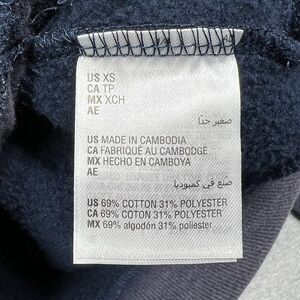 US XS
CA TP
MX XCH
AE
صغير جدا
US MADE IN CAMBODIA
CA FABRIQUÉ AU CAMBODGE
MX HECHO EN CAMBOYA
AE
صنع في كمبوديا
US 69% COTTON 31% POLYESTER
CA 69% COTON 31% POLYESTER
MX 69% algodón 31% poliester